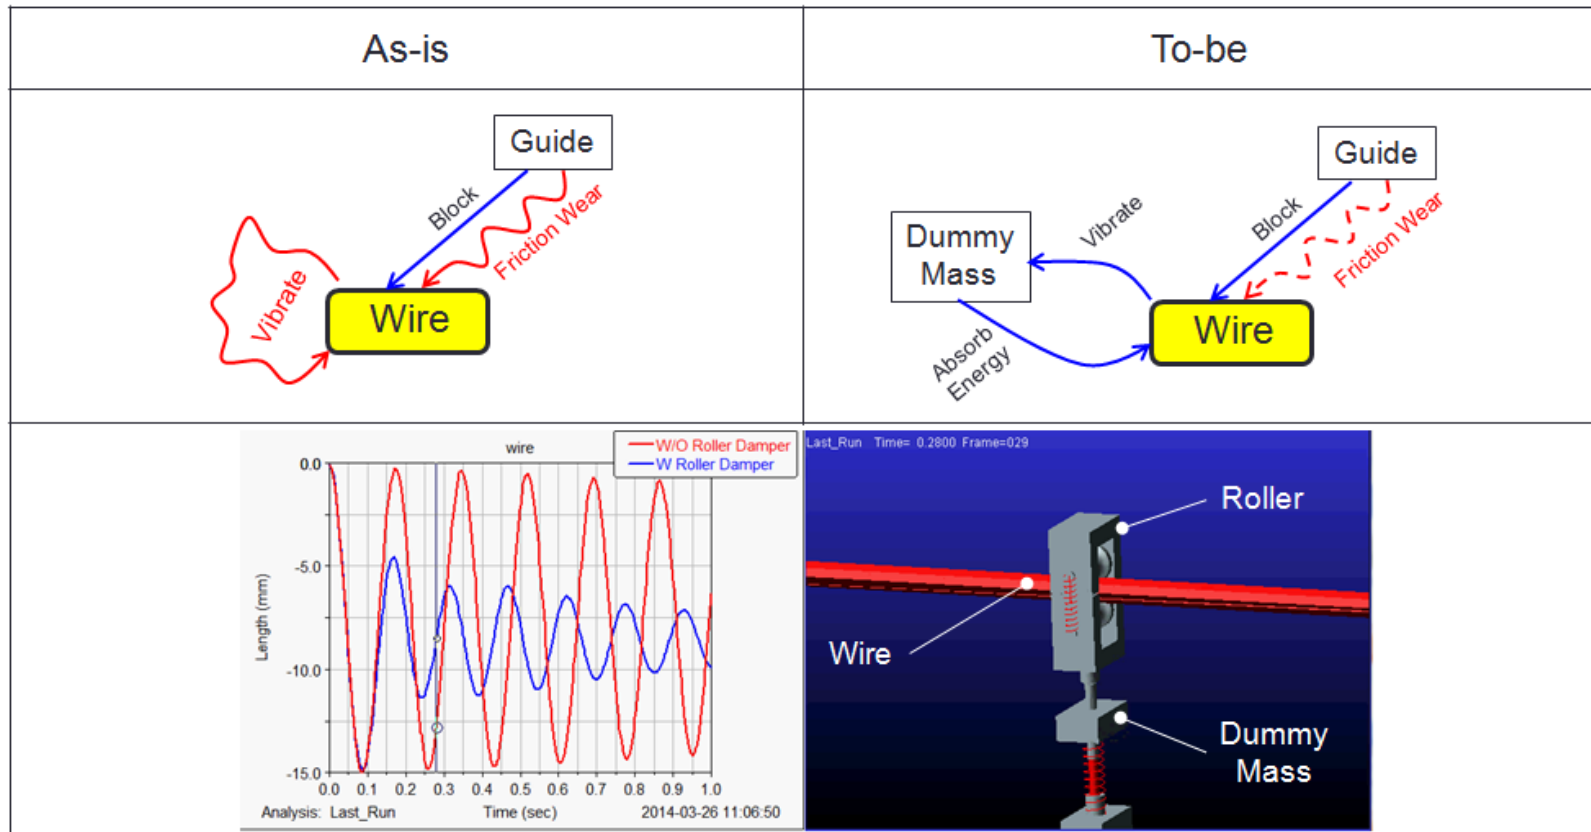 As-is
To-be
Guide
Block
Friction Wear
Vibrate
Wire
Guide
Block
Friction Wear
Vibrate
Dummy
Mass
Absorb
Energy
Wire
wire
W/O Roller Damper
W Roller Damper
0.0
-5.0
-10.0
-15.0
Length (mm)
0.0 0.1 0.2 0.3 0.4 0.5 0.6 0.7 0.8 0.9 1.0
Analysis: Last_Run Time (sec) 2014-03-26 11:06:50
Last_Run Time= 0.2800 Frame=029
Roller
Wire
Dummy
Mass